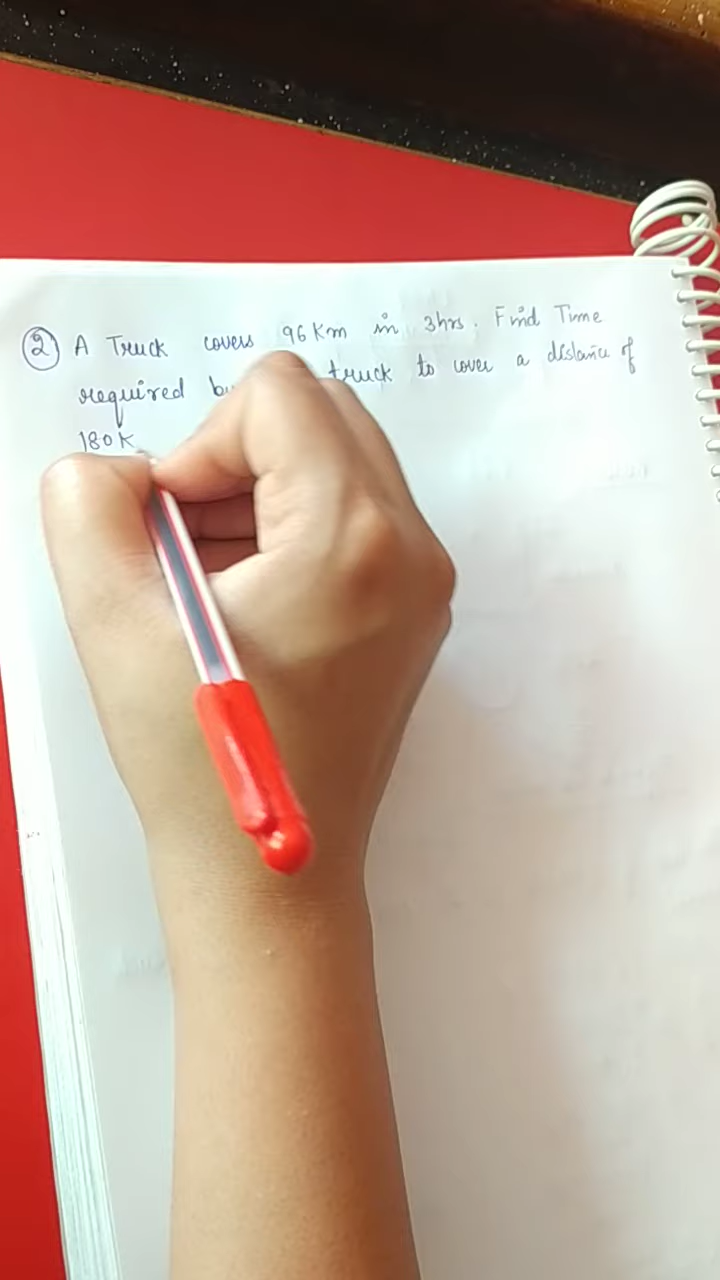 2 A Truck covers 96 Km in 3hrs. Find Time
required truck to cover a distance of
180K